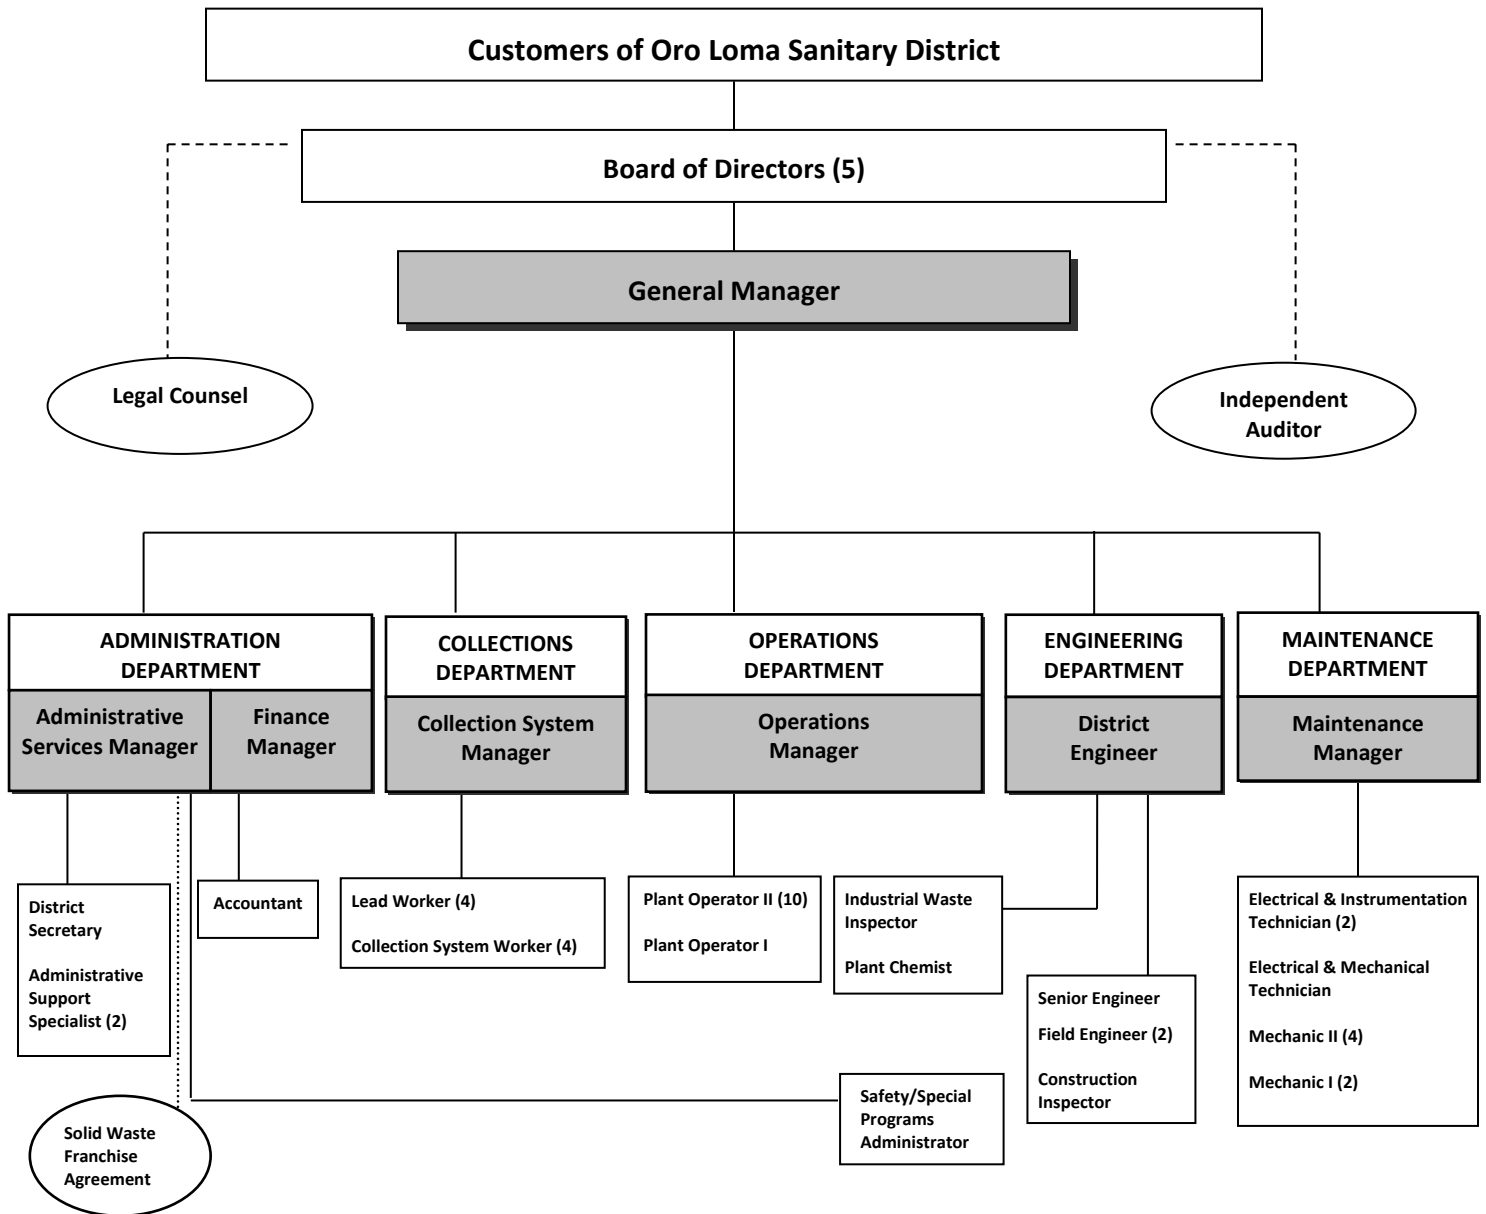 Customers of Oro Loma Sanitary District
Board of Directors (5)
General Manager
Legal Counsel
Independent
Auditor
ADMINISTRATION
DEPARTMENT
Administrative
Services Manager
Finance
Manager
COLLECTIONS
DEPARTMENT
Collection System
Manager
OPERATIONS
DEPARTMENT
Operations
Manager
ENGINEERING
DEPARTMENT
District
Engineer
MAINTENANCE
DEPARTMENT
Maintenance
Manager
District
Secretary
Administrative
Support
Specialist (2)
Accountant
Lead Worker (4)
Collection System Worker (4)
Plant Operator II (10)
Plant Operator I
Industrial Waste
Inspector
Plant Chemist
Senior Engineer
Field Engineer (2)
Construction
Inspector
Electrical & Instrumentation
Technician (2)
Electrical & Mechanical
Technician
Mechanic II (4)
Mechanic I (2)
Safety/Special
Programs
Administrator
Solid Waste
Franchise
Agreement